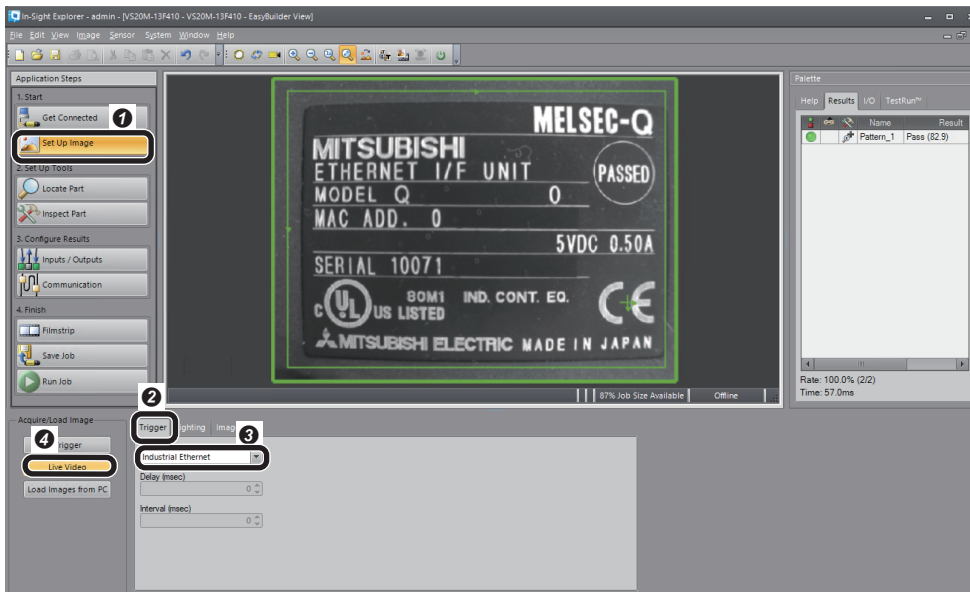 In-Sight Explorer - admin - [VS20M-13F410 - VS20M-13F410 - EasyBuilder View]
File Edit View Image Sensor System Window Help
Application Steps
1. Start
Get Connected
1
Set Up Image
2. Set Up Tools
Locate Part
Inspect Part
3. Configure Results
Inputs / Outputs
Communication
4. Finish
Filmstrip
Save Job
Run Job
MELSEC-Q
MITSUBISHI
ETHERNET I/F UNIT
PASSED
MODEL Q 0
MAC ADD. 0
5VDC 0.50A
SERIAL 10071
C UL US LISTED
80M1 IND. CONT. EQ.
CE
MITSUBISHI ELECTRIC MADE IN JAPAN
87% Job Size Available Offline
Palette
Help Results I/O TestRun™
Name Result
Pattern_1 Pass (82.9)
Rate: 100.0% (2/2)
Time: 57.0ms
Acquire/Load Image
4
Live Video
Load Images from PC
2
Trigger
3
Industrial Ethernet
Delay (msec)
0
Interval (msec)
0